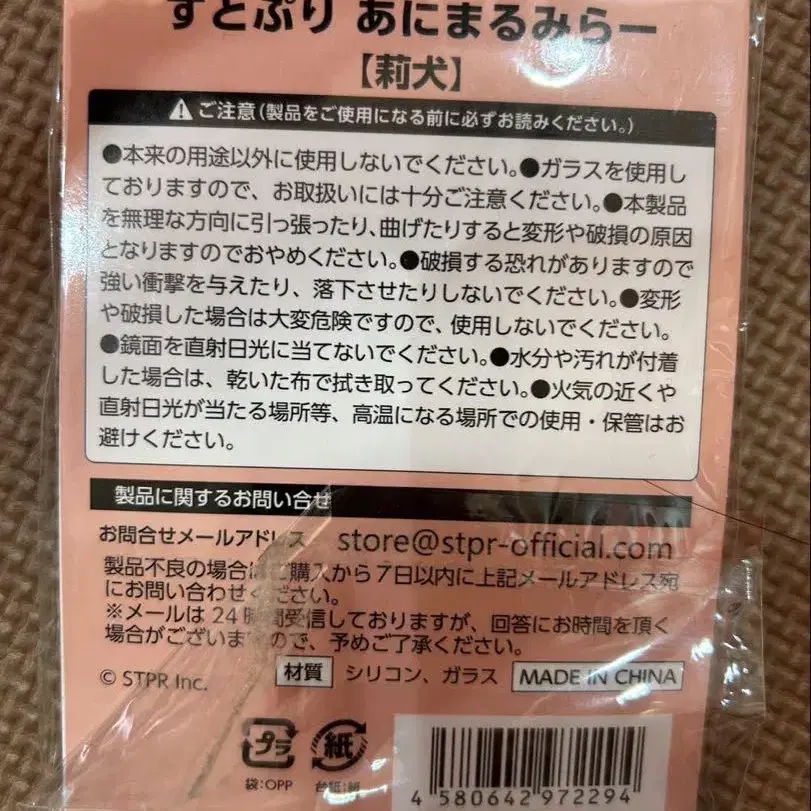 すとぷり あにまるみらー
【莉犬】
ご注意(製品をご使用になる前に必ずお読みください。)
●本来の用途以外に使用しないでください。●ガラスを使用し
ておりますので、お取扱いには十分ご注意ください。●本製品
を無理な方向に引っ張ったり、曲げたりすると変形や破損の原因
となりますのでおやめください。●破損する恐れがありますので
強い衝撃を与えたり、落下させたりしないでください。●変形
や破損した場合は大変危険ですので、使用しないでください。
●鏡面を直射日光に当てないでください。●水分や汚れが付着
した場合は、乾いた布で拭き取ってください。●火気の近くや
直射日光が当たる場所等、高温になる場所での使用・保管はお
避けください。
製品に関するお問い合せ
お問合せメールアドレス store@stpr-official.com
製品不良の場合はご購入から7日以内に上記メールアドレス宛
にお問い合わせください。
※メールは24時間受信しておりますが、回答にお時間を頂く
場合がございますので、予めご了承ください。
© STPR Inc. 材質 シリコン、ガラス MADE IN CHINA
プラ 紙
袋:OPP 台紙:紙
4 580642 972294